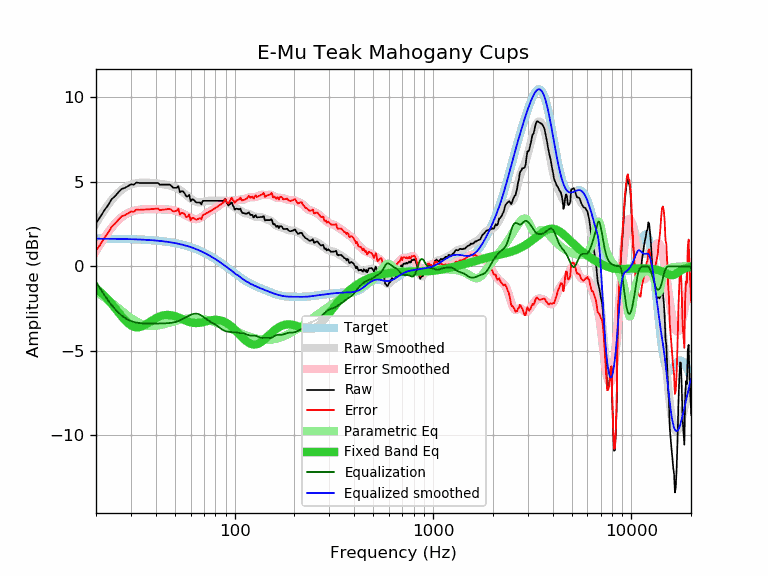 E-Mu Teak Mahogany Cups
10
5
0
−5
−10
Amplitude (dBr)
Target
Raw Smoothed
Error Smoothed
Raw
Error
Parametric Eq
Fixed Band Eq
Equalization
Equalized smoothed
100
1000
10000
Frequency (Hz)